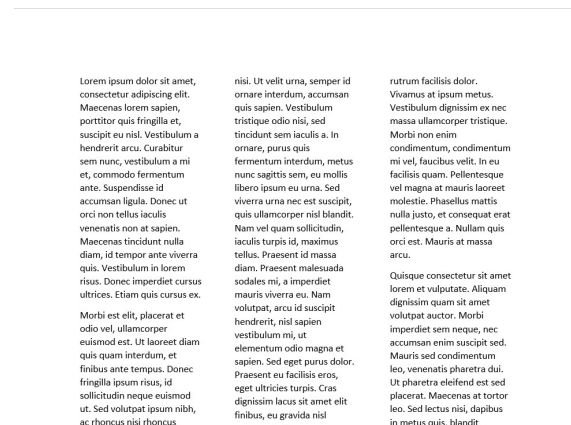 Lorem ipsum dolor sit amet,
consectetur adipiscing elit.
Maecenas lorem sapien,
porttitor quis fringilla et,
suscipit eu nisl. Vestibulum a
hendrerit arcu. Curabitur
sem nunc, vestibulum a mi
et, commodo fermentum
ante. Suspendisse id
accumsan ligula. Donec ut
orci non tellus iaculis
venenatis non at sapien.
Maecenas tincidunt nulla
diam, id tempor ante viverra
quis. Vestibulum in lorem
risus. Donec imperdiet cursus
ultrices. Etiam quis cursus ex.
Morbi est elit, placerat et
odio vel, ullamcorper
euismod est. Ut laoreet diam
quis quam interdum, et
finibus ante tempus. Donec
fringilla ipsum risus, id
sollicitudin neque euismod
ut. Sed volutpat ipsum nibh,
ac rhoncus nisi rhoncus
nisi. Ut velit urna, semper id
ornare interdum, accumsan
quis sapien. Vestibulum
tristique odio nisi, sed
tincidunt sem iaculis a. In
ornare, purus quis
fermentum interdum, metus
nunc sagittis sem, eu mollis
libero ipsum eu urna. Sed
viverra urna nec est suscipit,
quis ullamcorper nisl blandit.
Nam vel quam sollicitudin,
iaculis turpis id, maximus
tellus. Praesent id massa
diam. Praesent malesuada
sodales mi, a imperdiet
mauris viverra eu. Nam
volutpat, arcu id suscipit
hendrerit, nisl sapien
vestibulum mi, ut
elementum odio magna et
sapien. Sed eget purus dolor.
Praesent eu facilisis eros,
eget ultricies turpis. Cras
dignissim lacus sit amet elit
finibus, eu gravida nisl
rutrum facilisis dolor.
Vivamus at ipsum metus.
Vestibulum dignissim ex nec
massa ullamcorper tristique.
Morbi non enim
condimentum, condimentum
mi vel, faucibus velit. In eu
facilisis quam. Pellentesque
vel magna at mauris laoreet
molestie. Phasellus mattis
nulla justo, et consequat erat
pellentesque a. Nullam quis
orci est. Mauris at massa
arcu.
Quisque consectetur sit amet
lorem et vulputate. Aliquam
dignissim quam sit amet
volutpat auctor. Morbi
imperdiet sem neque, nec
accumsan enim suscipit sed.
Mauris sed condimentum
leo, venenatis pharetra dui.
Ut pharetra eleifend est sed
placerat. Maecenas at tortor
leo. Sed lectus nisi, dapibus
in metus quis, blandit